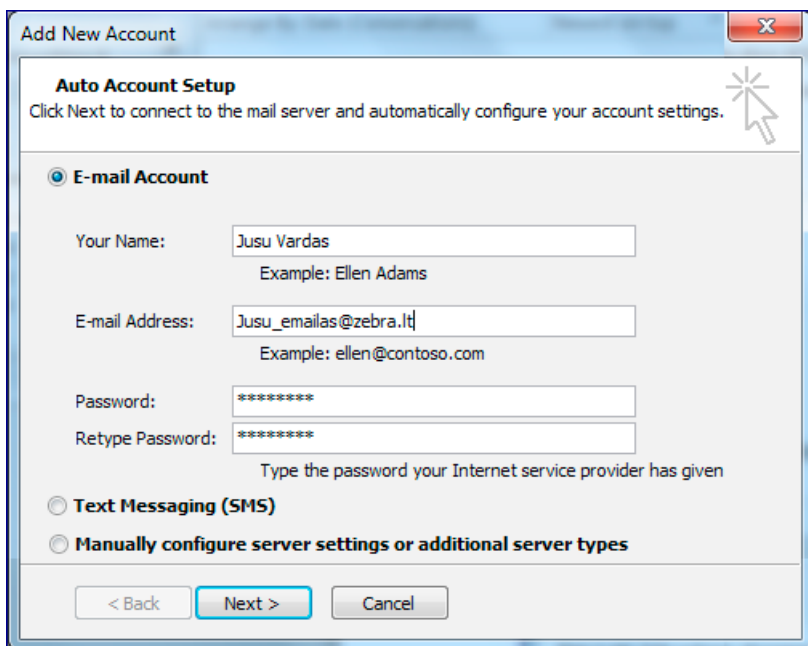 Add New Account
Auto Account Setup
Click Next to connect to the mail server and automatically configure your account settings.
E-mail Account
Your Name: Jusu Vardas
Example: Ellen Adams
E-mail Address: Jusu_emailas@zebra.lt
Example: ellen@contoso.com
Password: ********
Retype Password: ********
Type the password your Internet service provider has given
Text Messaging (SMS)
Manually configure server settings or additional server types
< Back Next > Cancel